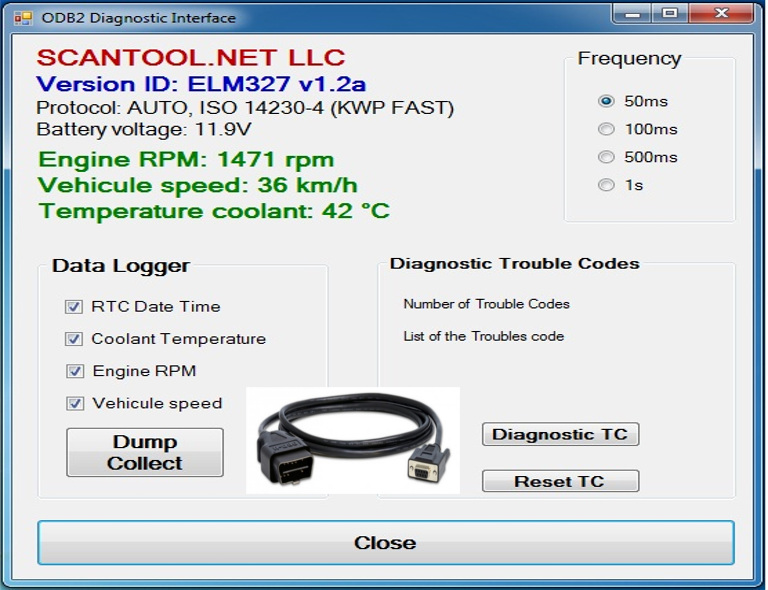 ODB2 Diagnostic Interface
SCANTOOL.NET LLC
Version ID: ELM327 v1.2a
Protocol: AUTO, ISO 14230-4 (KWP FAST)
Battery voltage: 11.9V
Engine RPM: 1471 rpm
Vehicule speed: 36 km/h
Temperature coolant: 42 °C
Frequency
50ms
100ms
500ms
1s
Data Logger
RTC Date Time
Coolant Temperature
Engine RPM
Vehicule speed
Dump
Collect
Diagnostic Trouble Codes
Number of Trouble Codes
List of the Troubles code
Diagnostic TC
Reset TC
Close